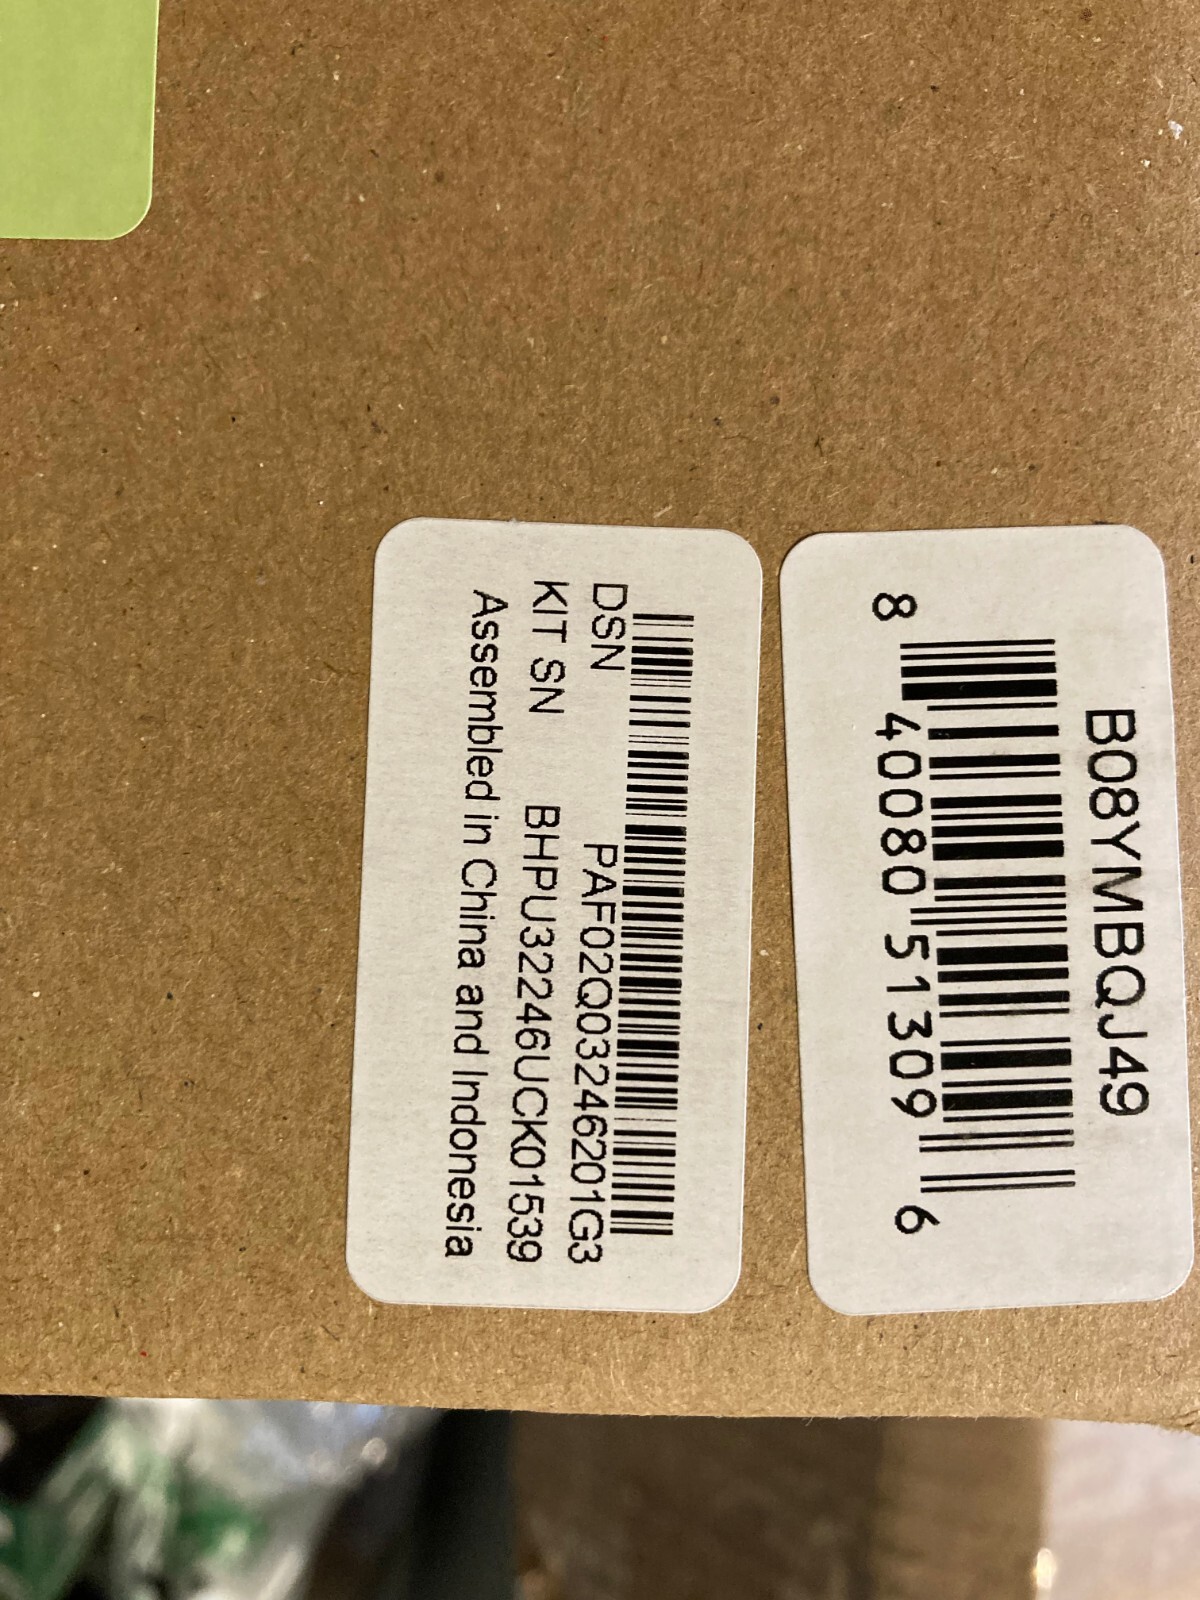 B08YMBQJ49
8 40080 51309 6
DSN PAF02Q03246201G3
KIT SN BHPU32246UCK01539
Assembled in China and Indonesia